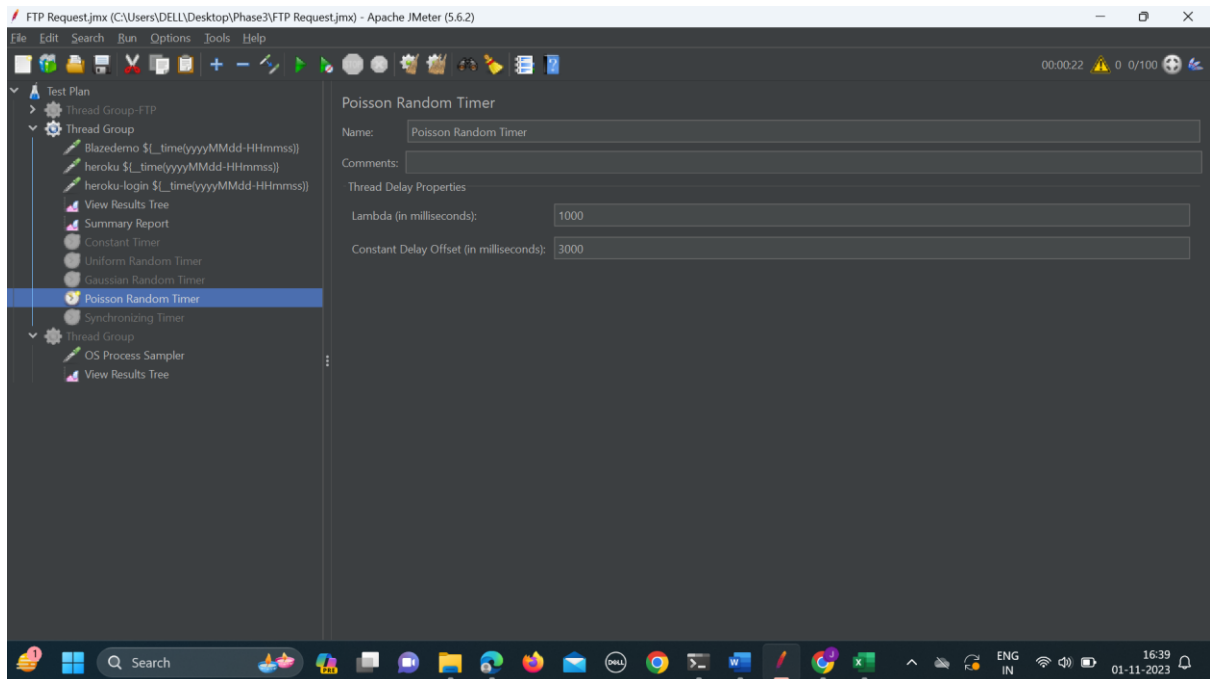 FTP Request.jmx (C:\Users\DELL\Desktop\Phase3\FTP Request.jmx) - Apache JMeter (5.6.2)
File Edit Search Run Options Tools Help
00:00:22 0 0/100
Test Plan
Thread Group-FTP
Thread Group
Blazedemo ${__time(yyyyMMdd-HHmmss)}
heroku ${__time(yyyyMMdd-HHmmss)}
heroku-login ${__time(yyyyMMdd-HHmmss)}
View Results Tree
Summary Report
Constant Timer
Uniform Random Timer
Gaussian Random Timer
Poisson Random Timer
Synchronizing Timer
Thread Group
OS Process Sampler
View Results Tree
Poisson Random Timer
Name: Poisson Random Timer
Comments:
Thread Delay Properties
Lambda (in milliseconds): 1000
Constant Delay Offset (in milliseconds): 3000
1
Search
PRE
DELL
J
ENG
IN
16:39
01-11-2023